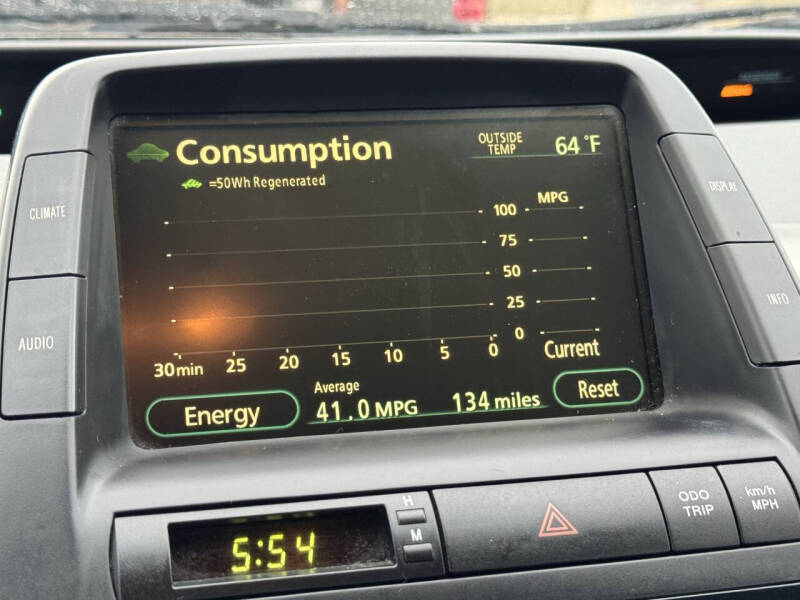 Consumption
OUTSIDE TEMP 64 °F
=50Wh Regenerated
MPG
100
75
50
25
0
30min 25 20 15 10 5 0
Current
Energy
Average
41.0 MPG 134 miles
Reset
CLIMATE
AUDIO
DISPLAY
INFO
5:54
H
M
ODO
TRIP
km/h
MPH